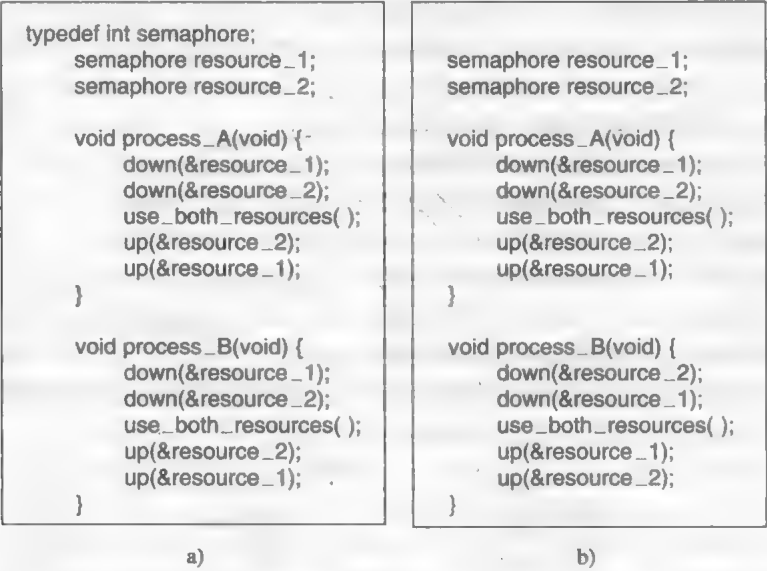 typedef int semaphore;
semaphore resource_1;
semaphore resource_2;
void process_A(void) {
down(&resource_1);
down(&resource_2);
use_both_resources( );
up(&resource_2);
up(&resource_1);
}
void process_B(void) {
down(&resource_1);
down(&resource_2);
use_both_resources( );
up(&resource_2);
up(&resource_1);
}
a)
semaphore resource_1;
semaphore resource_2;
void process_A(void) {
down(&resource_1);
down(&resource_2);
use_both_resources( );
up(&resource_2);
up(&resource_1);
}
void process_B(void) {
down(&resource_2);
down(&resource_1);
use_both_resources( );
up(&resource_1);
up(&resource_2);
}
b)